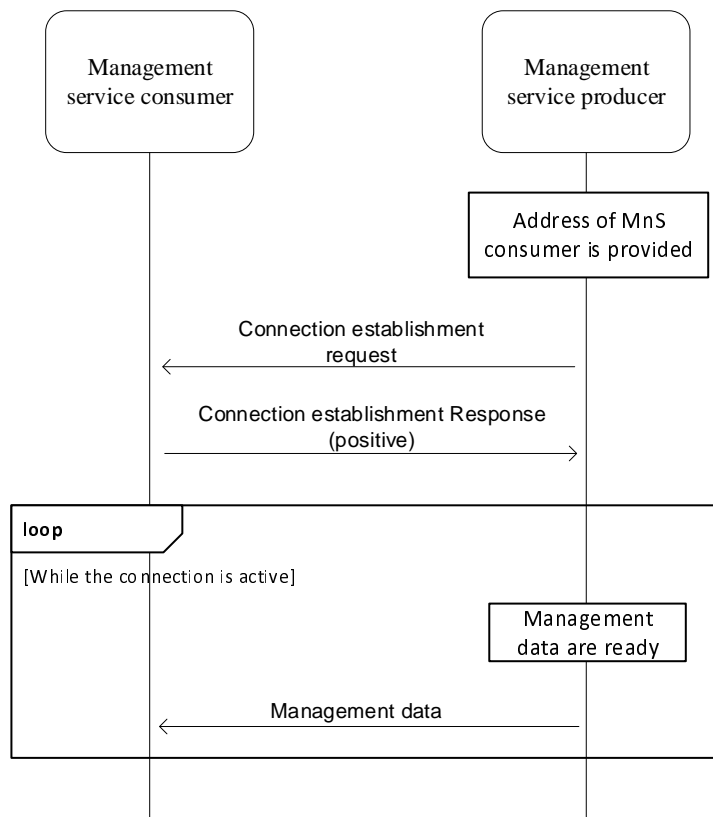 Management
service consumer
Management
service producer
Address of MnS
consumer is provided
Connection establishment
request
Connection establishment Response
(positive)
loop
[While the connection is active]
Management
data are ready
Management data